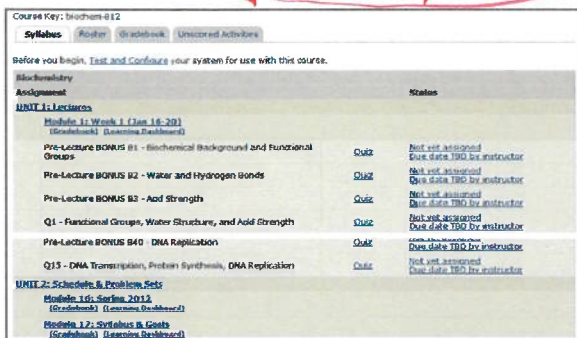 Course Key: biochem-812
Syllabus Roster Gradebook Unscored Activities
Before you begin, Test and Configure your system for use with this course.
Biochemistry
Assignment Status
UNIT 1: Lectures
Module 1: Week 1 (Jan 16-20)
(Gradebook) (Learning Dashboard)
Pre-Lecture BONUS B1 - Biochemical Background and Functional Groups Quiz Not yet assigned
Due date TBD by instructor
Pre-Lecture BONUS B2 - Water and Hydrogen Bonds Quiz Not yet assigned
Due date TBD by instructor
Pre-Lecture BONUS B3 - Acid Strength Quiz Not yet assigned
Due date TBD by instructor
Q1 - Functional Groups, Water Structure, and Acid Strength Quiz Not yet assigned
Due date TBD by instructor
Pre-Lecture BONUS B40 - DNA Replication Quiz
Due date TBD by instructor
Q15 - DNA Transcription, Protein Synthesis, DNA Replication Quiz Not yet assigned
Due date TBD by instructor
UNIT 2: Schedule & Problem Sets
Module 16: Spring 2012
(Gradebook) (Learning Dashboard)
Module 17: Syllabus & Goals
(Gradebook) (Learning Dashboard)